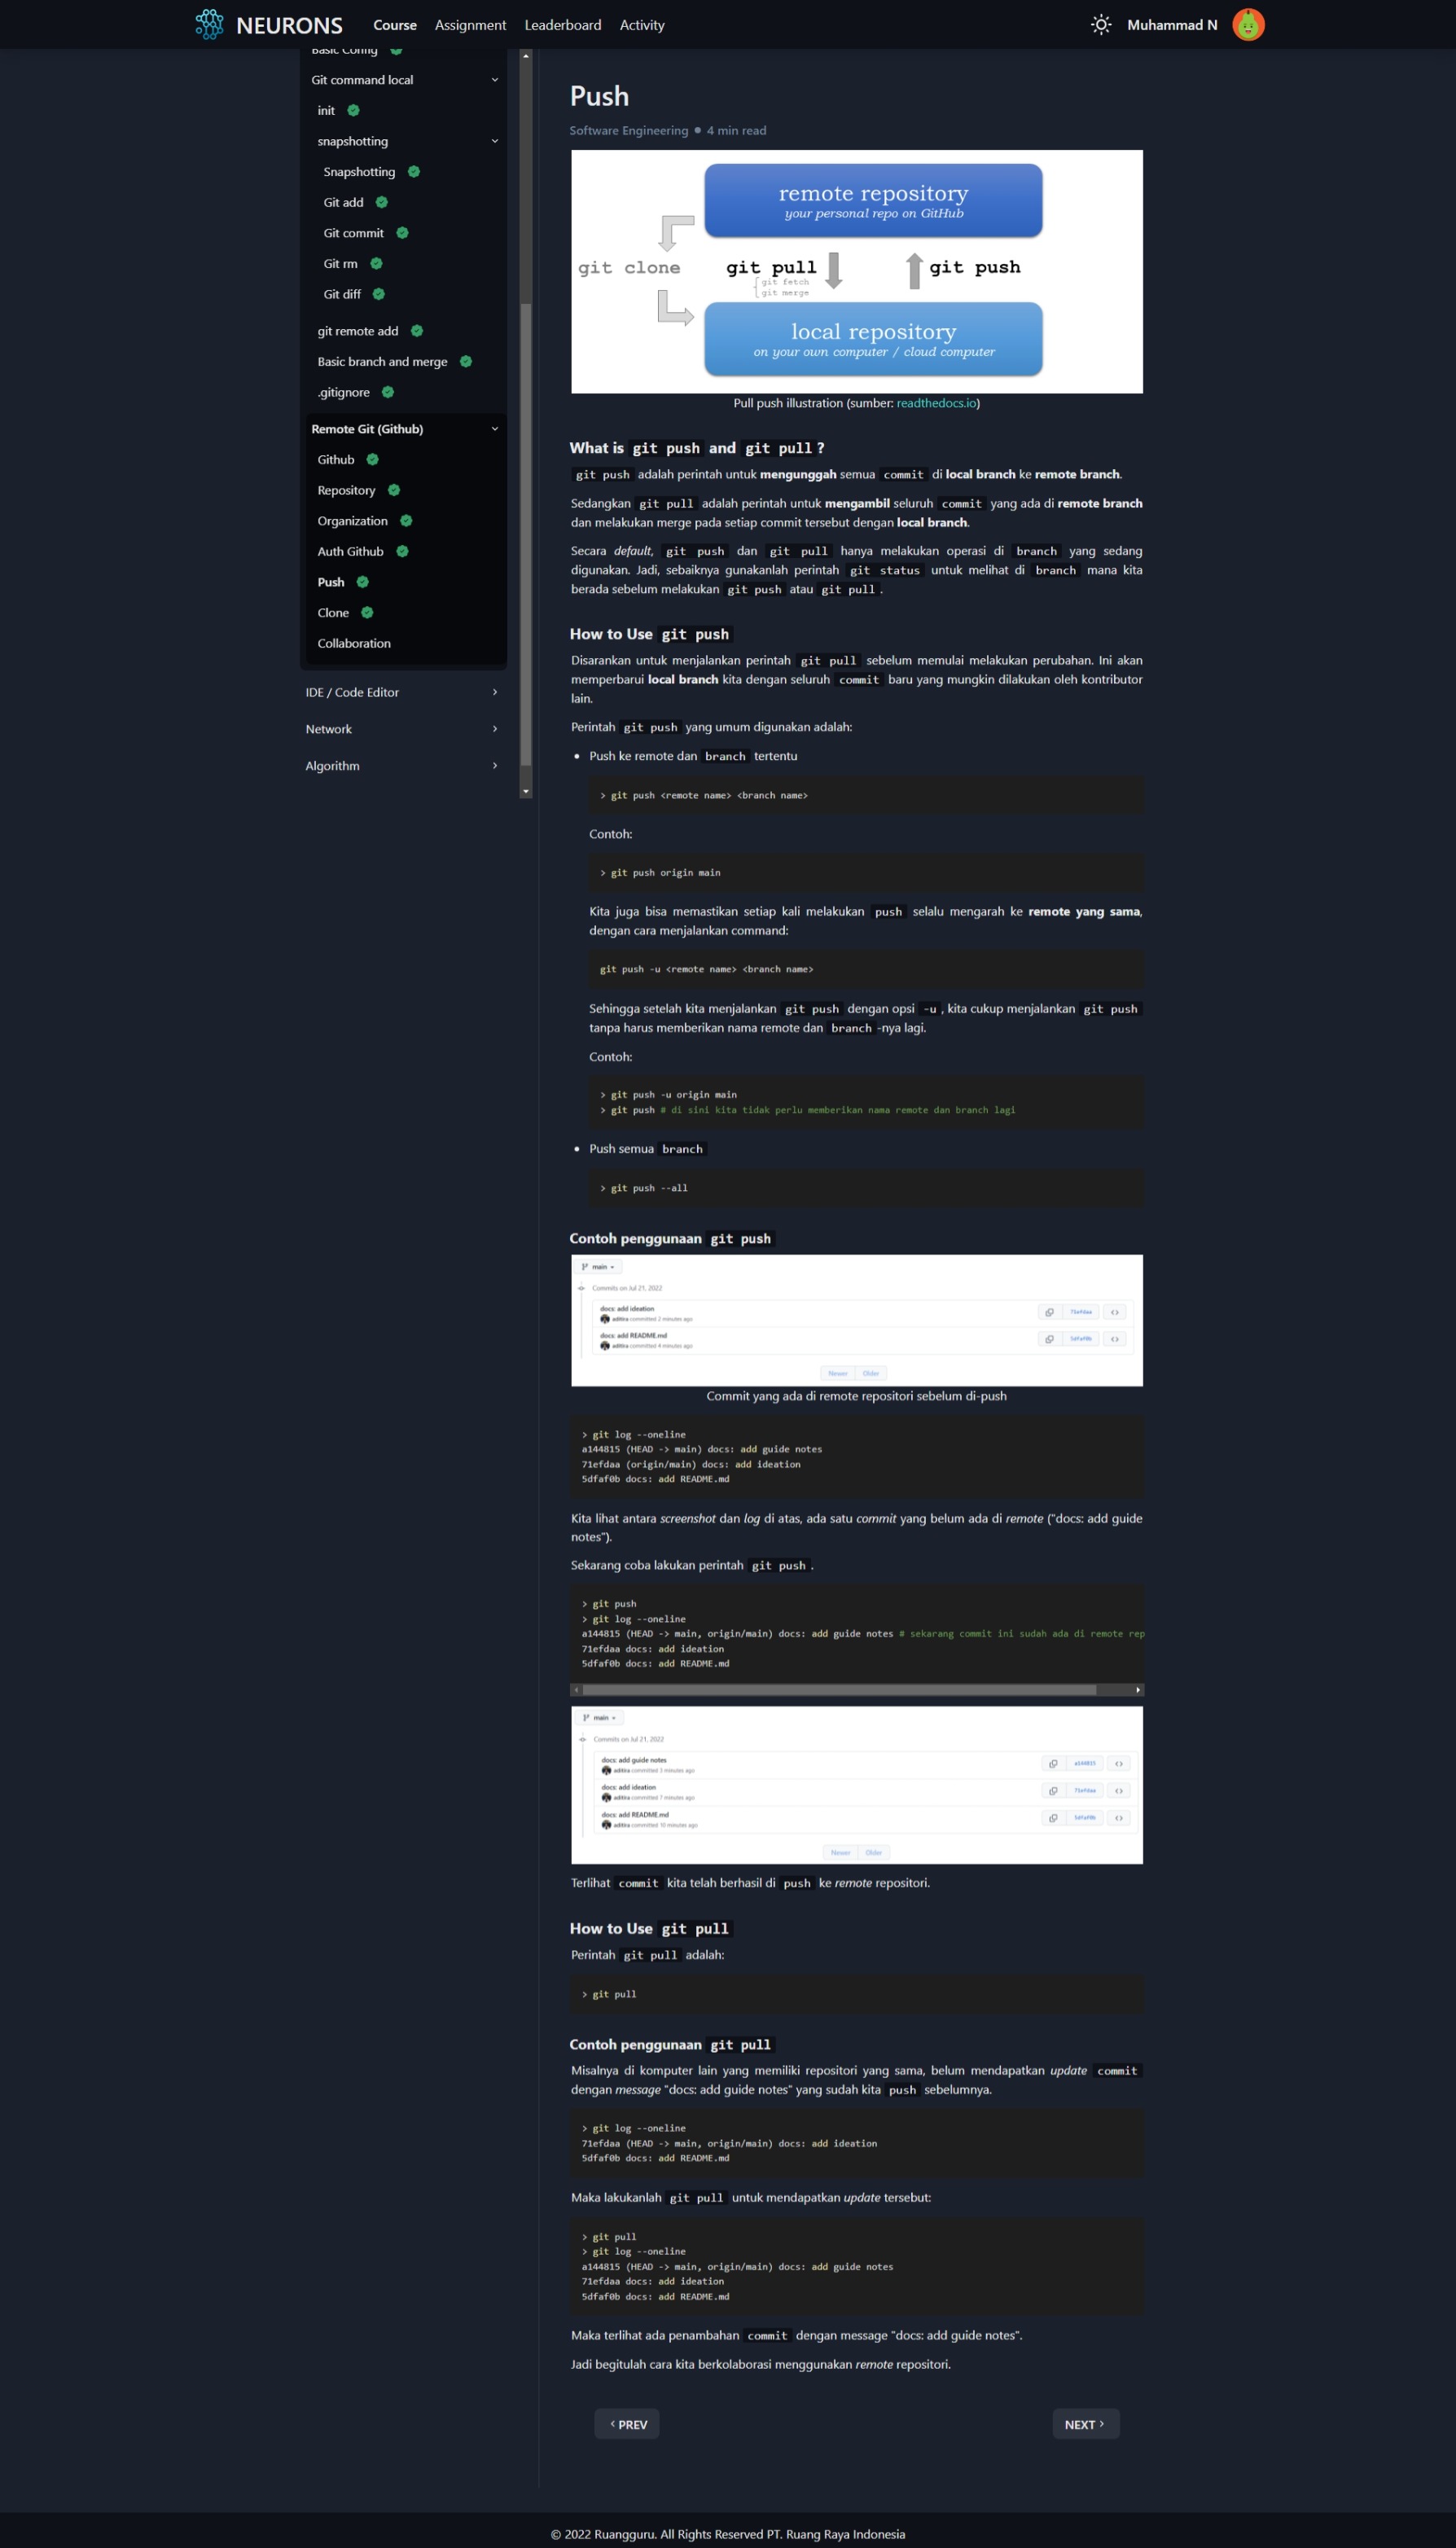 NEURONS
Course Assignment Leaderboard Activity
Muhammad N
Basic Config
Git command local
init
snapshotting
Snapshotting
Git add
Git commit
Git rm
Git diff
git remote add
Basic branch and merge
.gitignore
Remote Git (Github)
Github
Repository
Organization
Auth Github
Push
Clone
Collaboration
IDE / Code Editor
Network
Algorithm
Push
Software Engineering • 4 min read
remote repository
your personal repo on GitHub
git clone
git pull
git fetch
git merge
git push
local repository
on your own computer / cloud computer
Pull push illustration (sumber: readthedocs.io)
What is git push and git pull?
git push adalah perintah untuk mengunggah semua commit di local branch ke remote branch.
Sedangkan git pull adalah perintah untuk mengambil seluruh commit yang ada di remote branch
dan melakukan merge pada setiap commit tersebut dengan local branch.
Secara default, git push dan git pull hanya melakukan operasi di branch yang sedang
digunakan. Jadi, sebaiknya gunakanlah perintah git status untuk melihat di branch mana kita
berada sebelum melakukan git push atau git pull.
How to Use git push
Disarankan untuk menjalankan perintah git pull sebelum memulai melakukan perubahan. Ini akan
memperbarui local branch kita dengan seluruh commit baru yang mungkin dilakukan oleh kontributor
lain.
Perintah git push yang umum digunakan adalah:
• Push ke remote dan branch tertentu
> git push <remote name> <branch name>
Contoh:
> git push origin main
Kita juga bisa memastikan setiap kali melakukan push selalu mengarah ke remote yang sama,
dengan cara menjalankan command:
git push -u <remote name> <branch name>
Sehingga setelah kita menjalankan git push dengan opsi -u, kita cukup menjalankan git push
tanpa harus memberikan nama remote dan branch-nya lagi.
Contoh:
> git push -u origin main
> git push # di sini kita tidak perlu memberikan nama remote dan branch lagi
• Push semua branch
> git push --all
Contoh penggunaan git push
main
Commits on Jul 21, 2022
docs: add ideation
aditira committed 2 minutes ago
71efdaa
docs: add README.md
aditira committed 4 minutes ago
5dfaf0b
Newer Older
Commit yang ada di remote repositori sebelum di-push
> git log --oneline
a144815 (HEAD -> main) docs: add guide notes
71efdaa (origin/main) docs: add ideation
5dfaf0b docs: add README.md
Kita lihat antara screenshot dan log di atas, ada satu commit yang belum ada di remote ("docs: add guide
notes").
Sekarang coba lakukan perintah git push.
> git push
> git log --oneline
a144815 (HEAD -> main, origin/main) docs: add guide notes # sekarang commit ini sudah ada di remote rep
71efdaa docs: add ideation
5dfaf0b docs: add README.md
main
Commits on Jul 21, 2022
docs: add guide notes
aditira committed 3 minutes ago
a144815
docs: add ideation
aditira committed 7 minutes ago
71efdaa
docs: add README.md
aditira committed 10 minutes ago
5dfaf0b
Newer Older
Terlihat commit kita telah berhasil di push ke remote repositori.
How to Use git pull
Perintah git pull adalah:
> git pull
Contoh penggunaan git pull
Misalnya di komputer lain yang memiliki repositori yang sama, belum mendapatkan update commit
dengan message "docs: add guide notes" yang sudah kita push sebelumnya.
> git log --oneline
71efdaa (HEAD -> main, origin/main) docs: add ideation
5dfaf0b docs: add README.md
Maka lakukanlah git pull untuk mendapatkan update tersebut:
> git pull
> git log --oneline
a144815 (HEAD -> main, origin/main) docs: add guide notes
71efdaa docs: add ideation
5dfaf0b docs: add README.md
Maka terlihat ada penambahan commit dengan message "docs: add guide notes".
Jadi begitulah cara kita berkolaborasi menggunakan remote repositori.
PREV
NEXT
© 2022 Ruangguru. All Rights Reserved PT. Ruang Raya Indonesia